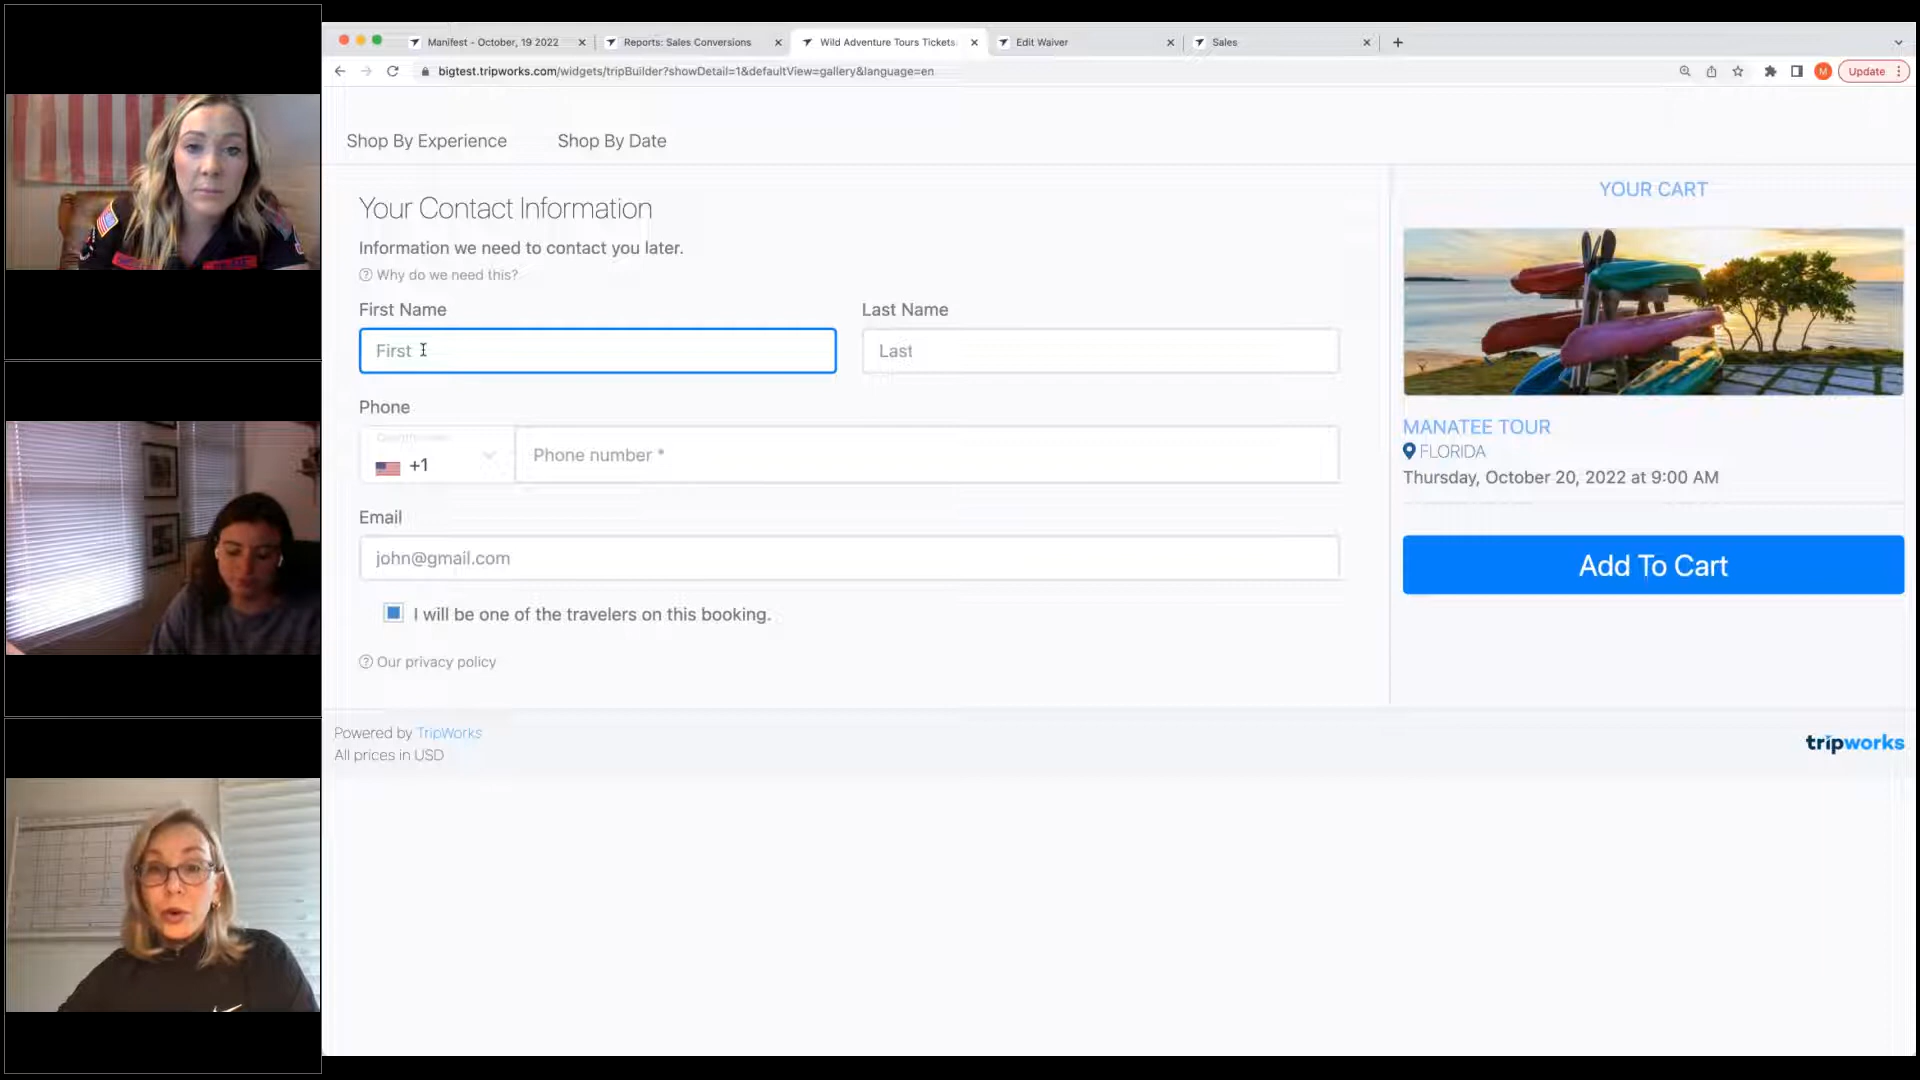 Manifest - October, 19 2022
Reports: Sales Conversions
Wild Adventure Tours Tickets
Edit Waiver
Sales
bigtest.tripworks.com/widgets/tripBuilder?showDetail=1&defaultView=gallery&language=en
M
Update
Shop By Experience
Shop By Date
Your Contact Information
Information we need to contact you later.
Why do we need this?
First Name
Last Name
First
Last
Phone
+1
Phone number *
Email
john@gmail.com
I will be one of the travelers on this booking.
Our privacy policy
YOUR CART
MANATEE TOUR
FLORIDA
Thursday, October 20, 2022 at 9:00 AM
Add To Cart
Powered by TripWorks
All prices in USD
tripworks